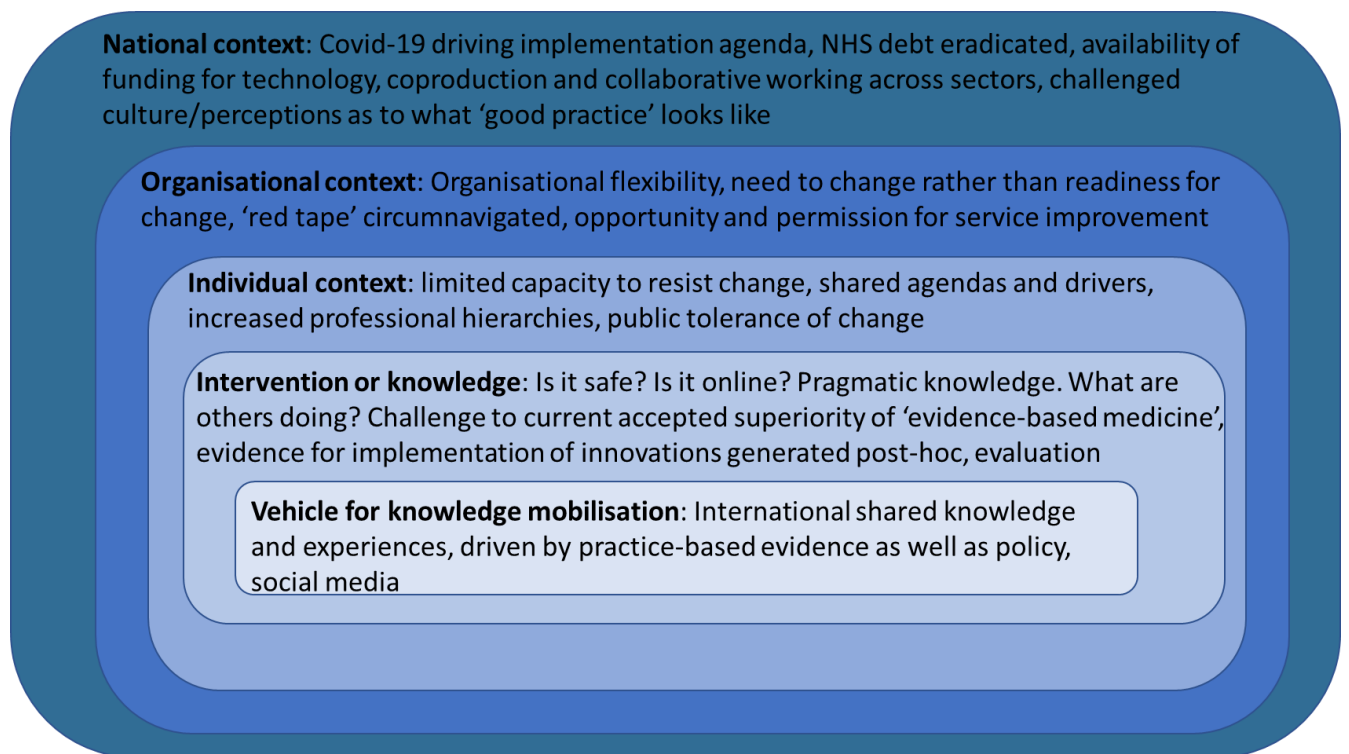 National context: Covid-19 driving implementation agenda, NHS debt eradicated, availability of
funding for technology, coproduction and collaborative working across sectors, challenged
culture/perceptions as to what ‘good practice’ looks like
Organisational context: Organisational flexibility, need to change rather than readiness for
change, ‘red tape’ circumnavigated, opportunity and permission for service improvement
Individual context: limited capacity to resist change, shared agendas and drivers,
increased professional hierarchies, public tolerance of change
Intervention or knowledge: Is it safe? Is it online? Pragmatic knowledge. What are
others doing? Challenge to current accepted superiority of ‘evidence-based medicine’,
evidence for implementation of innovations generated post-hoc, evaluation
Vehicle for knowledge mobilisation: International shared knowledge
and experiences, driven by practice-based evidence as well as policy,
social media